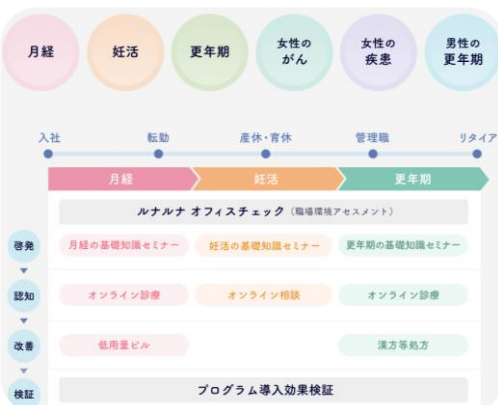 月経
妊活
更年期
女性の
がん
女性の
疾患
男性の
更年期
入社
転勤
産休・育休
管理職
リタイア
月経
妊活
更年期
ルナルナ オフィスチェック（職場環境アセスメント）
啓発
月経の基礎知識セミナー
妊活の基礎知識セミナー
更年期の基礎知識セミナー
認知
オンライン診療
オンライン相談
オンライン診療
改善
低用量ピル
漢方等処方
検証
プログラム導入効果検証